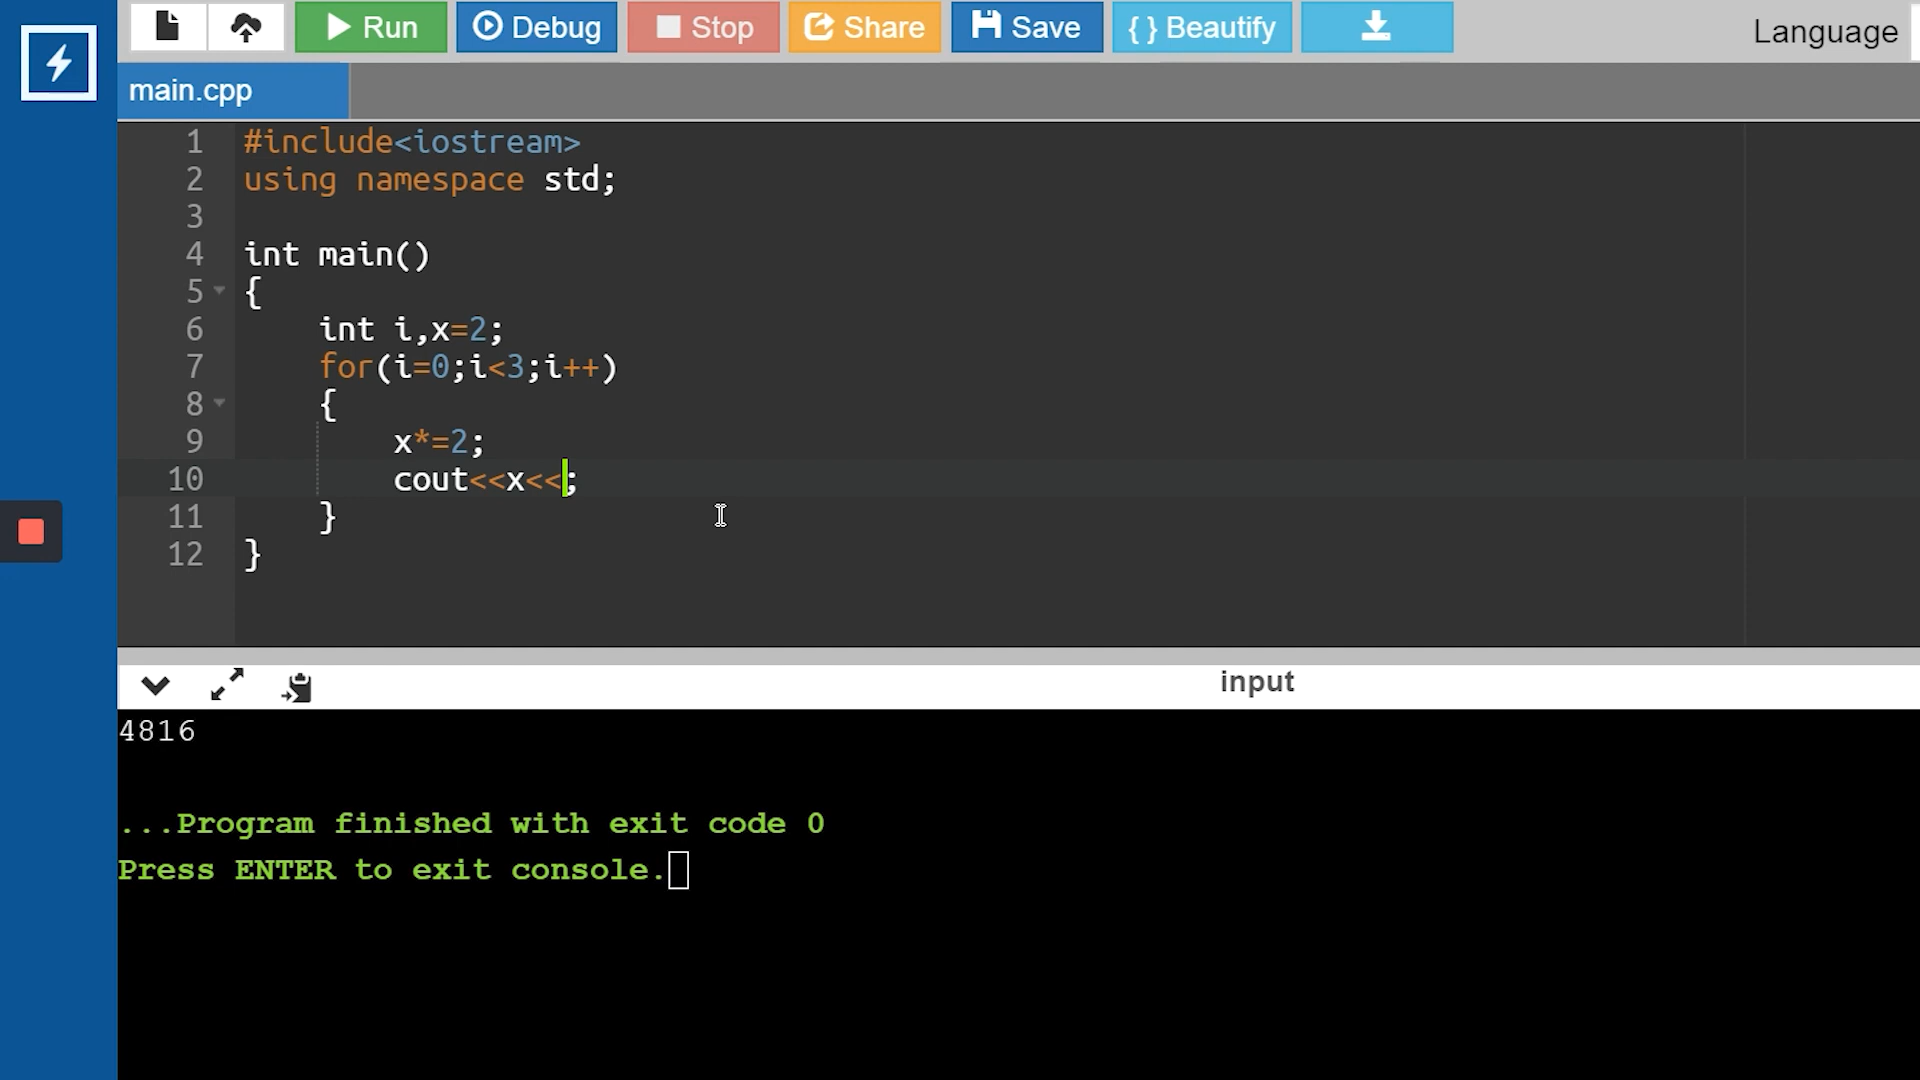 Run Debug Stop Share Save { } Beautify Language
main.cpp
1 #include<iostream>
2 using namespace std;
3
4 int main()
5 {
6 int i,x=2;
7 for(i=0;i<3;i++)
8 {
9 x*=2;
10 cout<<x<<;
11 }
12 }
input
4816
...Program finished with exit code 0
Press ENTER to exit console.